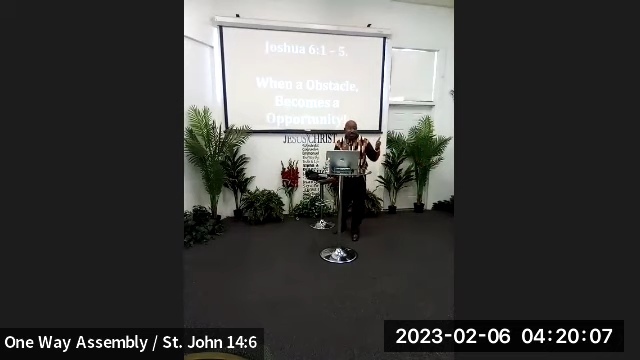 Joshua 6:1 - 5.
When a Obstacle,
Becomes a
Opportunity!
JESUS CHRIST
One Way Assembly / St. John 14:6
2023-02-06 04:20:07